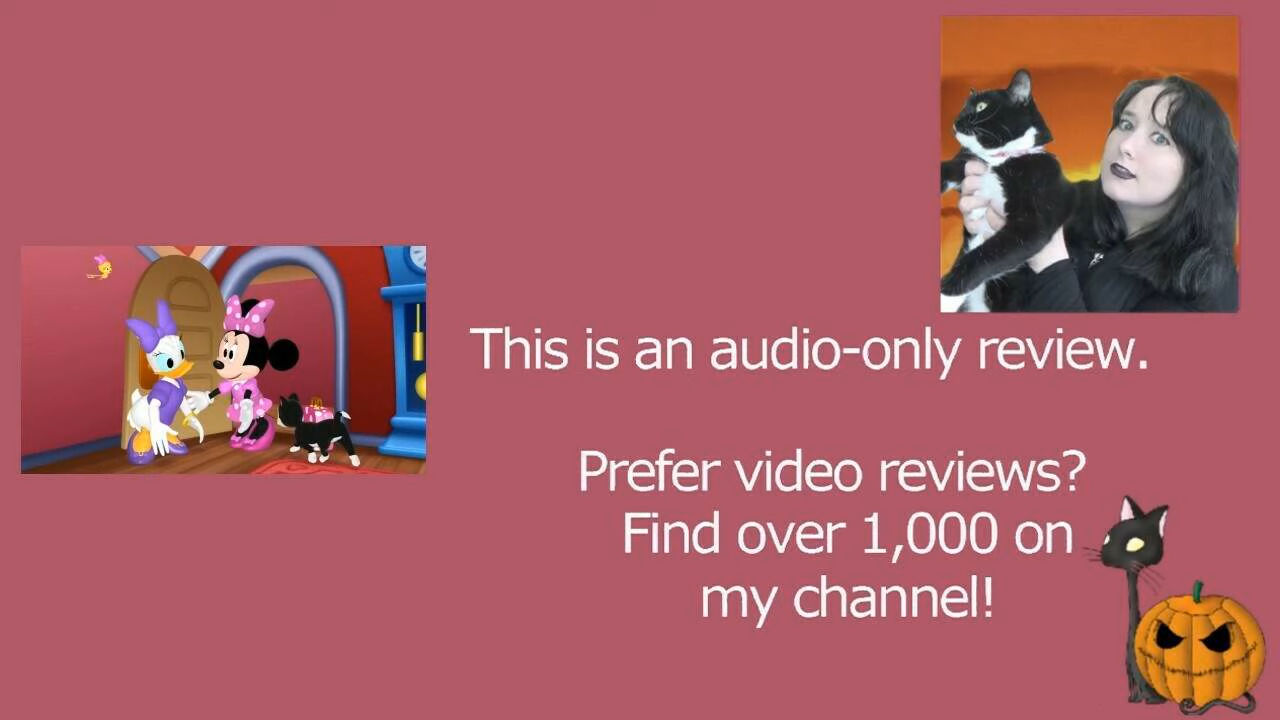 This is an audio-only review.
Prefer video reviews?
Find over 1,000 on
my channel!